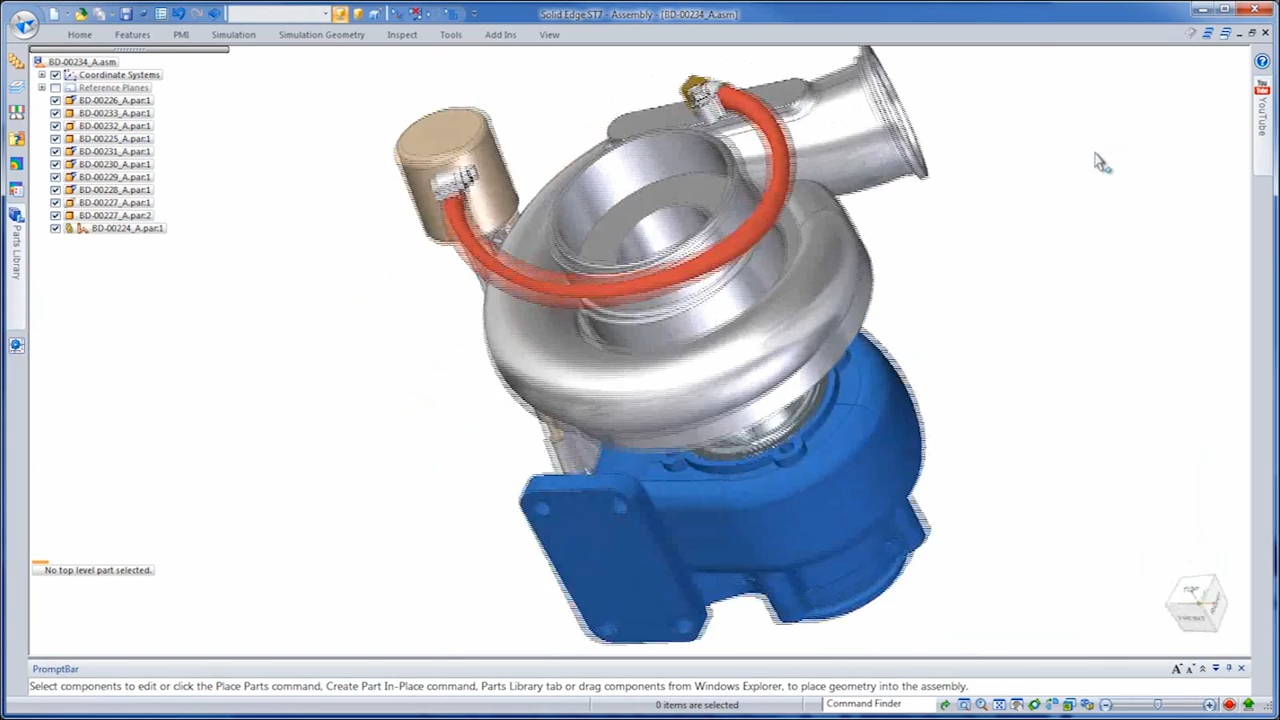 Solid Edge ST7 - Assembly - [BD-00234_A.asm]
Home Features PMI Simulation Simulation Geometry Inspect Tools Add Ins View
BD-00234_A.asm
Coordinate Systems
Reference Planes
BD-00226_A.par:1
BD-00233_A.par:1
BD-00232_A.par:1
BD-00225_A.par:1
BD-00231_A.par:1
BD-00230_A.par:1
BD-00229_A.par:1
BD-00228_A.par:1
BD-00227_A.par:1
BD-00227_A.par:2
BD-00224_A.par:1
Parts Library
You
Tube
YouTube
No top level part selected.
PromptBar
Select components to edit or click the Place Parts command, Create Part In-Place command, Parts Library tab or drag components from Windows Explorer, to place geometry into the assembly.
0 items are selected
Command Finder